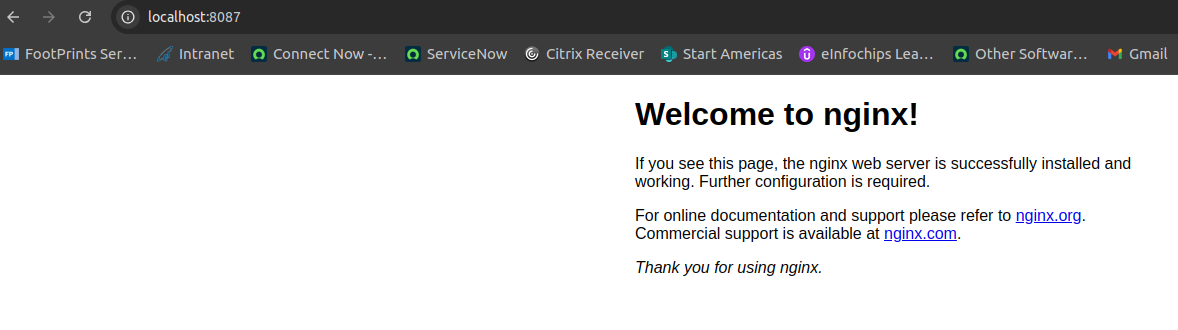 localhost:8087
FP FootPrints Ser… Intranet Connect Now -… ServiceNow Citrix Receiver S Start Americas eInfochips Lea… Other Softwar… Gmail
Welcome to nginx!
If you see this page, the nginx web server is successfully installed and
working. Further configuration is required.
For online documentation and support please refer to nginx.org.
Commercial support is available at nginx.com.
Thank you for using nginx.